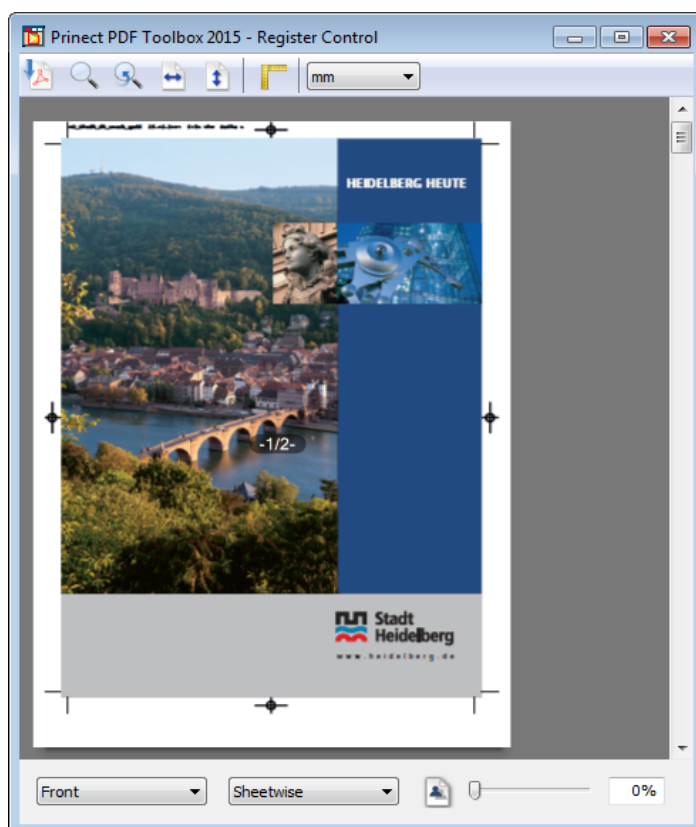 Prinect PDF Toolbox 2015 - Register Control
mm
HEIDELBERG HEUTE
-1/2-
Stadt
Heidelberg
www.heidelberg.de
Front
Sheetwise
0%